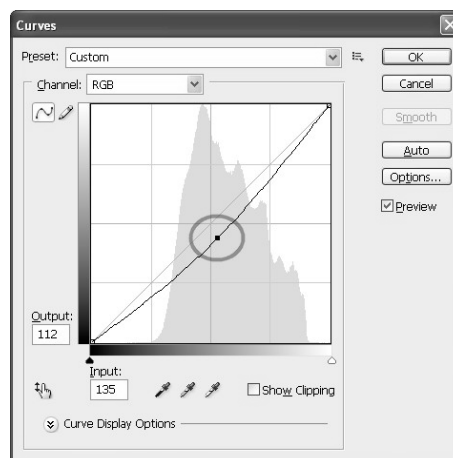 Curves
Preset: Custom
OK
Channel: RGB
Cancel
Smooth
Auto
Options...
Preview
Output:
112
Input:
135
Show Clipping
Curve Display Options